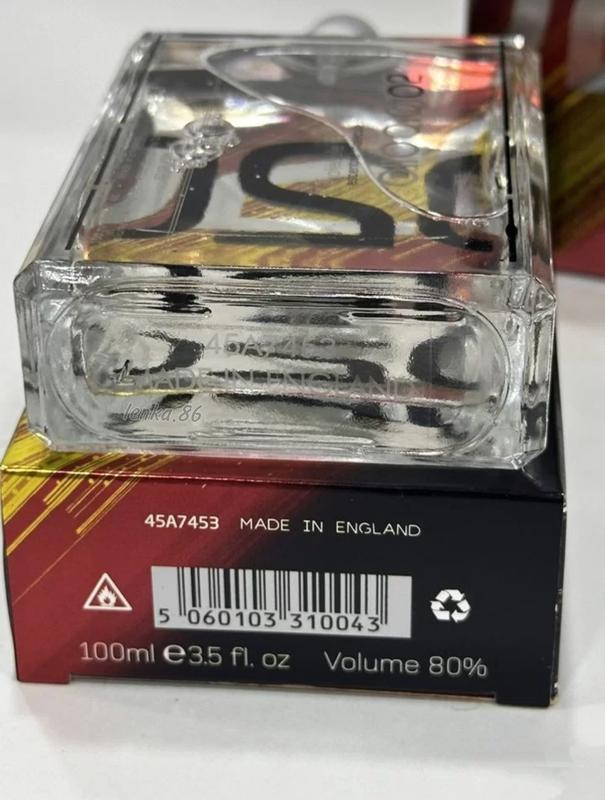 02
45A7453
MADE IN ENGLAND
lenka.86
45A7453 MADE IN ENGLAND
5 060103 310043
100ml e 3.5 fl. oz Volume 80%